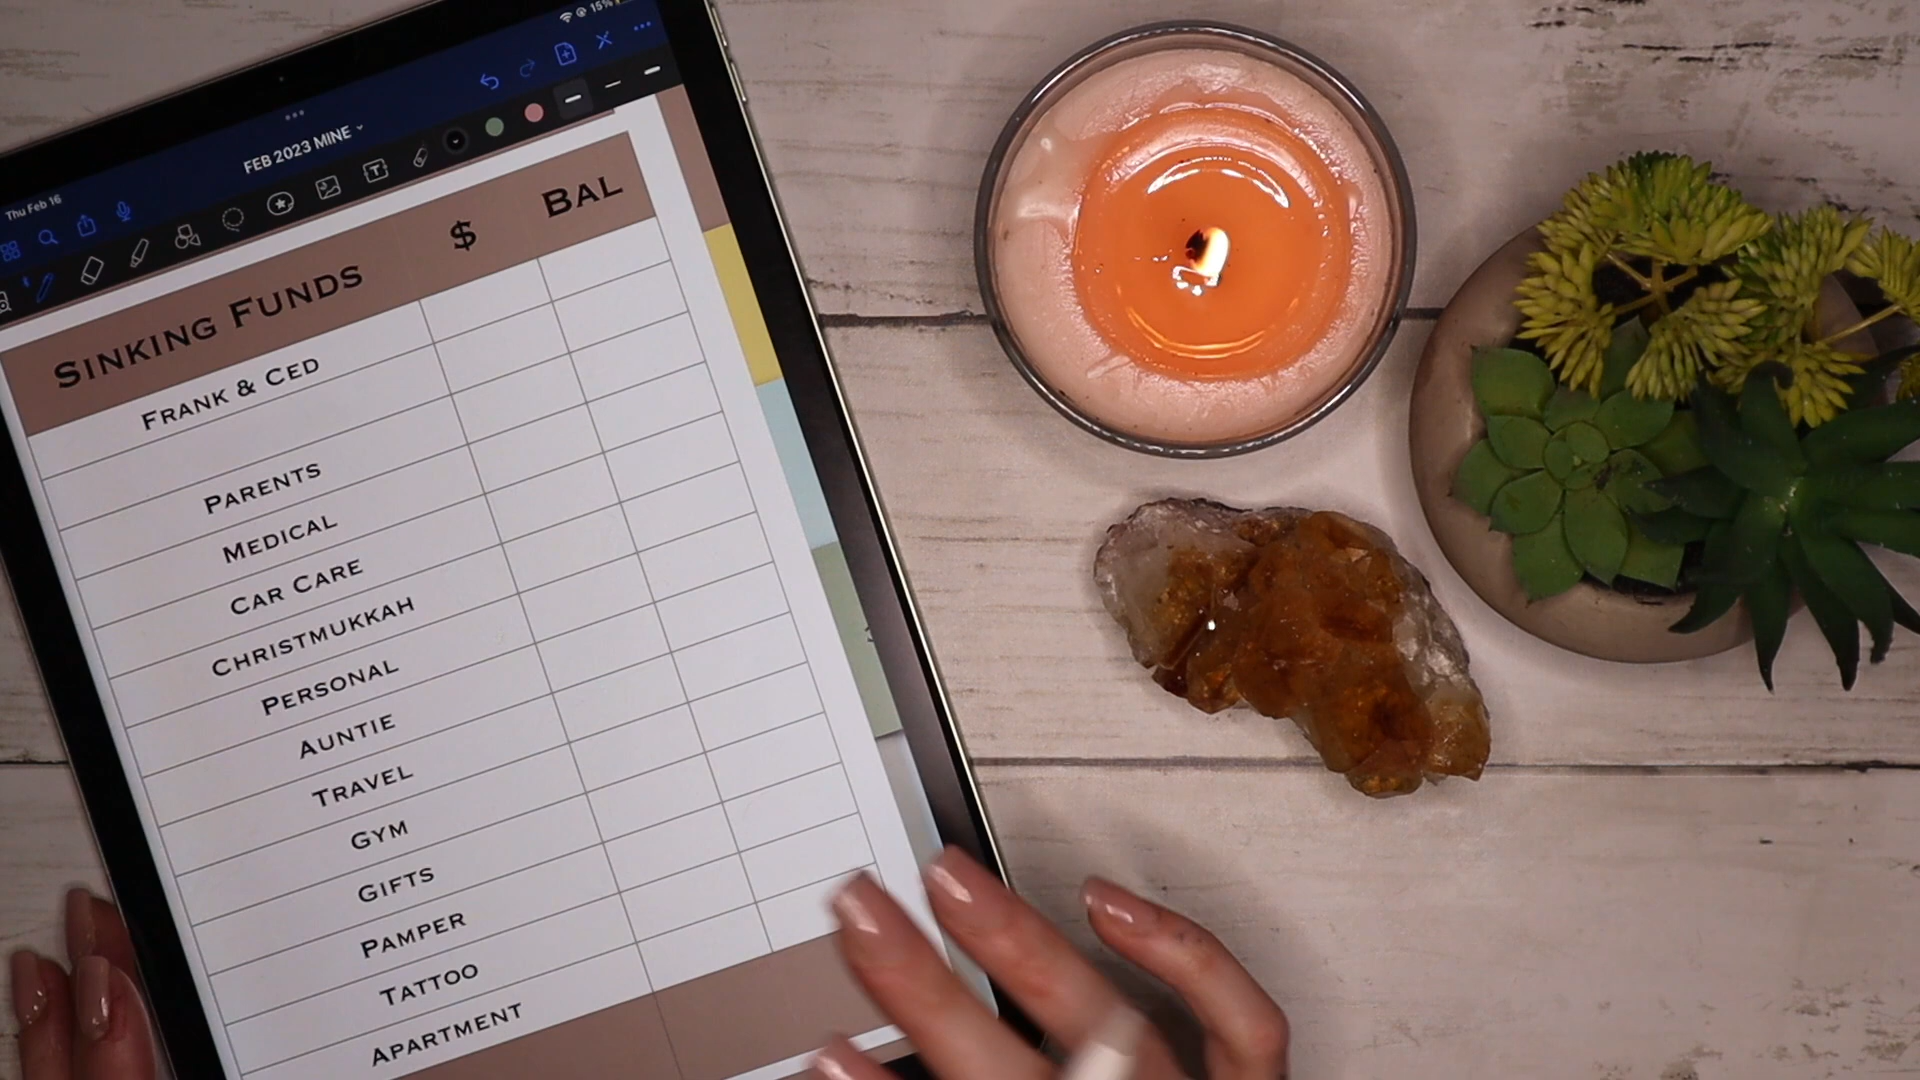 15%
Thu Feb 16
FEB 2023 MINE
SINKING FUNDS $ BAL
FRANK & CED
PARENTS
MEDICAL
CAR CARE
CHRISTMUKKAH
PERSONAL
AUNTIE
TRAVEL
GYM
GIFTS
PAMPER
TATTOO
APARTMENT